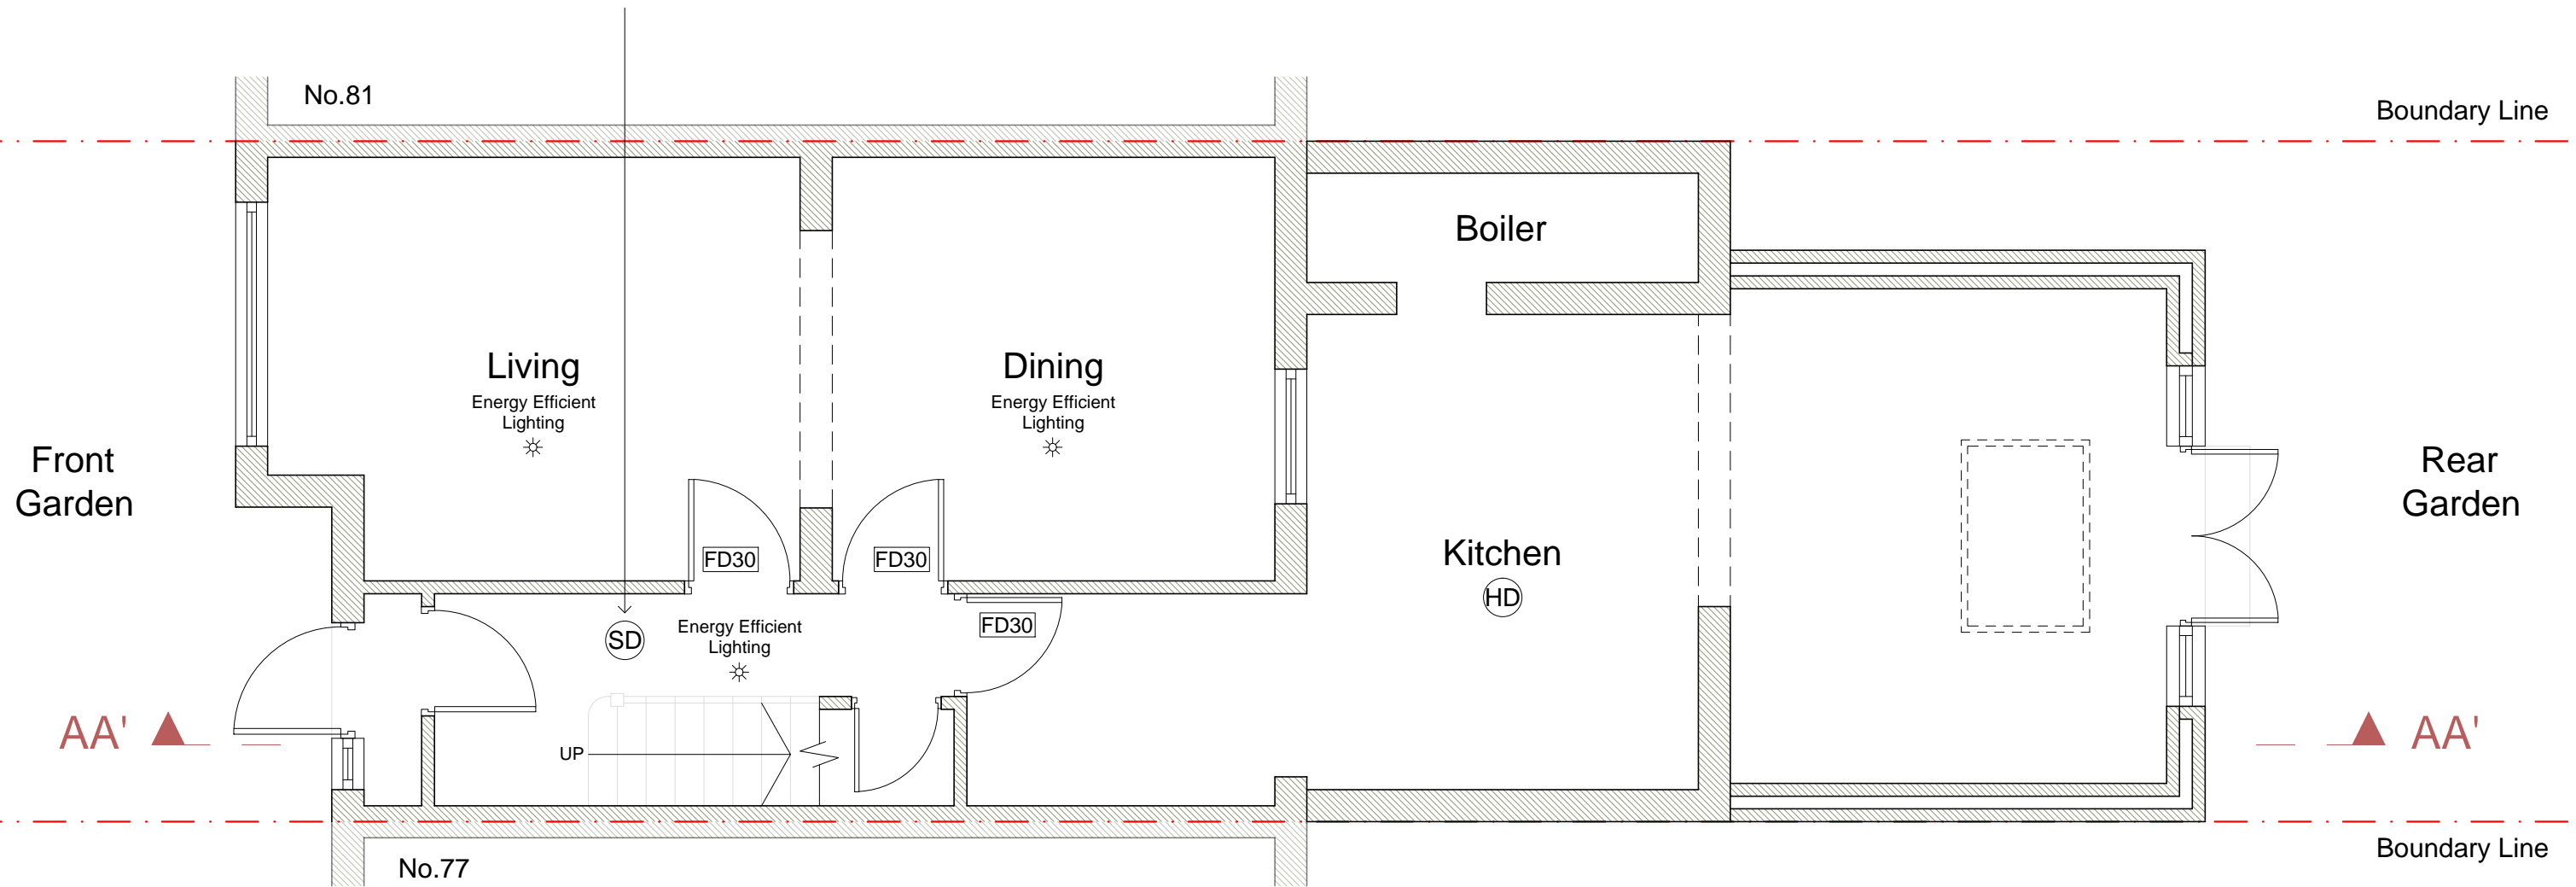 No.81
Boundary Line
Boiler
Living
Energy Efficient
Lighting
Dining
Energy Efficient
Lighting
Front
Garden
Rear
Garden
FD30
FD30
Kitchen
HD
FD30
SD
Energy Efficient
Lighting
AA'
AA'
UP
No.77
Boundary Line